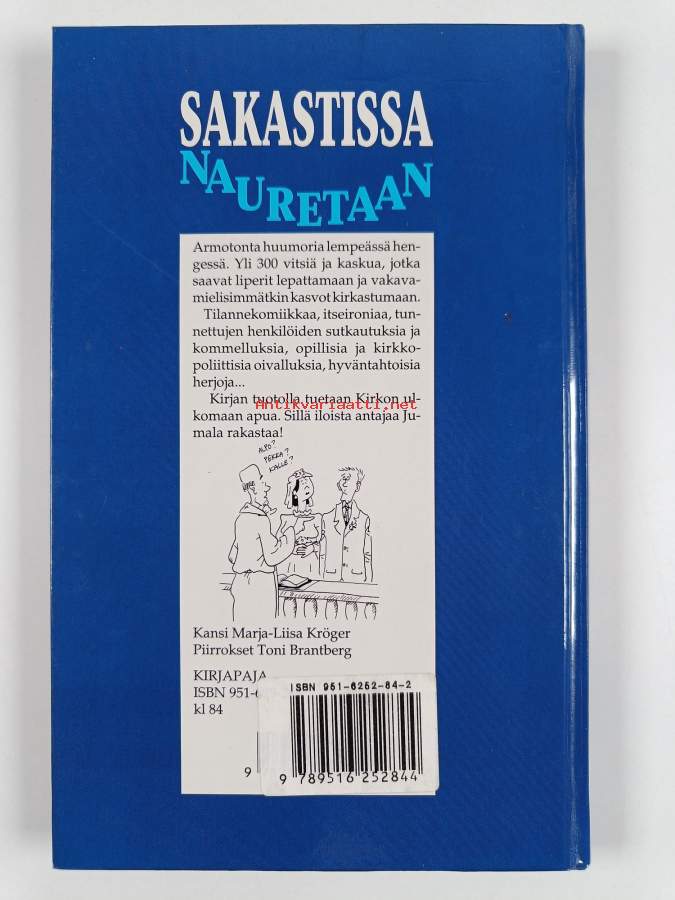 SAKASTISSA
NAURETAAN
Armotonta huumoria lempeässä hen-
gessä. Yli 300 vitsiä ja kaskua, jotka
saavat liperit lepattamaan ja vakava-
mielisimmätkin kasvot kirkastumaan.
Tilannekomiikkaa, itseironiaa, tun-
nettujen henkilöiden sutkautuksia ja
kommelluksia, opillisia ja kirkko-
poliittisia oivalluksia, hyväntahtoisia
herjoja...
Kirjan tuotolla tuetaan Kirkon ul-
Antikvariaatti.net
komaan apua. Sillä iloista antajaa Ju-
mala rakastaa!
ALPO?
PEKKA?
KALLE?
Kansi Marja-Liisa Kröger
Piirrokset Toni Brantberg
KIRJAPAJA
ISBN 951-6
kl 84
ISBN 951-6252-84-2
9
9 789516 252844